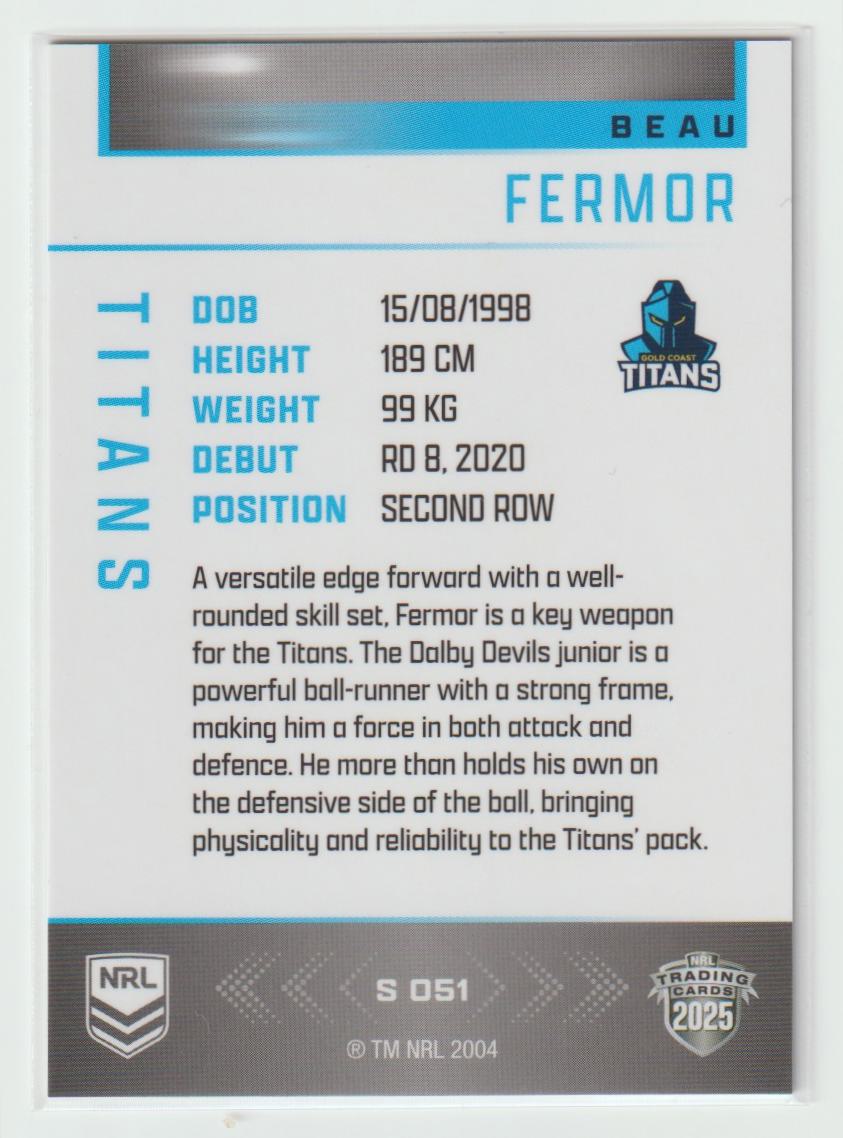 BEAU
FERMOR
TITANS
DOB 15/08/1998
HEIGHT 189 CM
WEIGHT 99 KG
DEBUT RD 8, 2020
POSITION SECOND ROW
GOLD COAST
TITANS
A versatile edge forward with a well-
rounded skill set, Fermor is a key weapon
for the Titans. The Dalby Devils junior is a
powerful ball-runner with a strong frame,
making him a force in both attack and
defence. He more than holds his own on
the defensive side of the ball, bringing
physicality and reliability to the Titans' pack.
NRL
S 051
® TM NRL 2004
NRL
TRADING
CARDS
2025